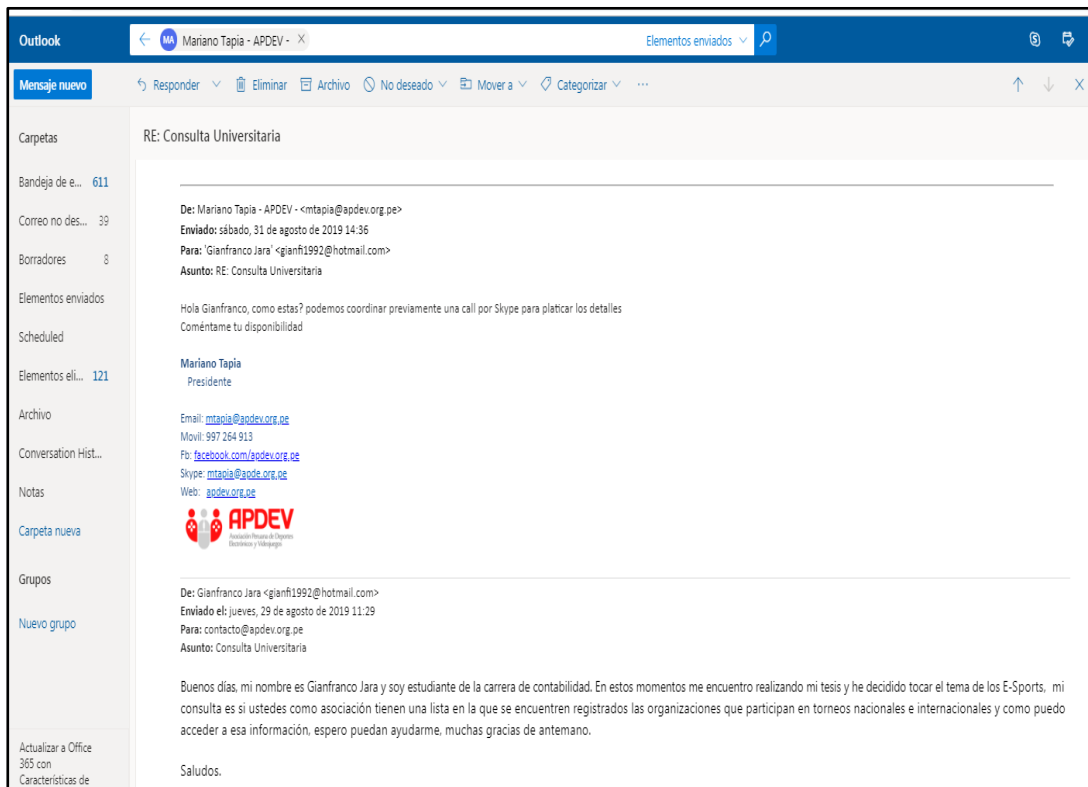 Outlook
MA Mariano Tapia - APDEV - X
Elementos enviados
Mensaje nuevo
Responder Eliminar Archivo No deseado Mover a Categorizar ...
Carpetas
RE: Consulta Universitaria
Bandeja de e... 611
Correo no des... 39
Borradores 8
Elementos enviados
Scheduled
Elementos eli... 121
Archivo
Conversation Hist...
Notas
Carpeta nueva
Grupos
Nuevo grupo
Actualizar a Office
365 con
Características de
De: Mariano Tapia - APDEV - <mtapia@apdev.org.pe>
Enviado: sábado, 31 de agosto de 2019 14:36
Para: 'Gianfranco Jara' <gianfi1992@hotmail.com>
Asunto: RE: Consulta Universitaria
Hola Gianfranco, como estas? podemos coordinar previamente una call por Skype para platicar los detalles
Coméntame tu disponibilidad
Mariano Tapia
Presidente
Email: mtapia@apdev.org.pe
Movil: 997 264 913
Fb: facebook.com/apdev.org.pe
Skype: mtapia@apde.org.pe
Web: apdev.org.pe
APDEV
Asociación Peruana de Deportes
Electrónicos y Videojuegos
De: Gianfranco Jara <gianfi1992@hotmail.com>
Enviado el: jueves, 29 de agosto de 2019 11:29
Para: contacto@apdev.org.pe
Asunto: Consulta Universitaria
Buenos días, mi nombre es Gianfranco Jara y soy estudiante de la carrera de contabilidad. En estos momentos me encuentro realizando mi tesis y he decidido tocar el tema de los E-Sports, mi
consulta es si ustedes como asociación tienen una lista en la que se encuentren registrados las organizaciones que participan en torneos nacionales e internacionales y como puedo
acceder a esa información, espero puedan ayudarme, muchas gracias de antemano.
Saludos.